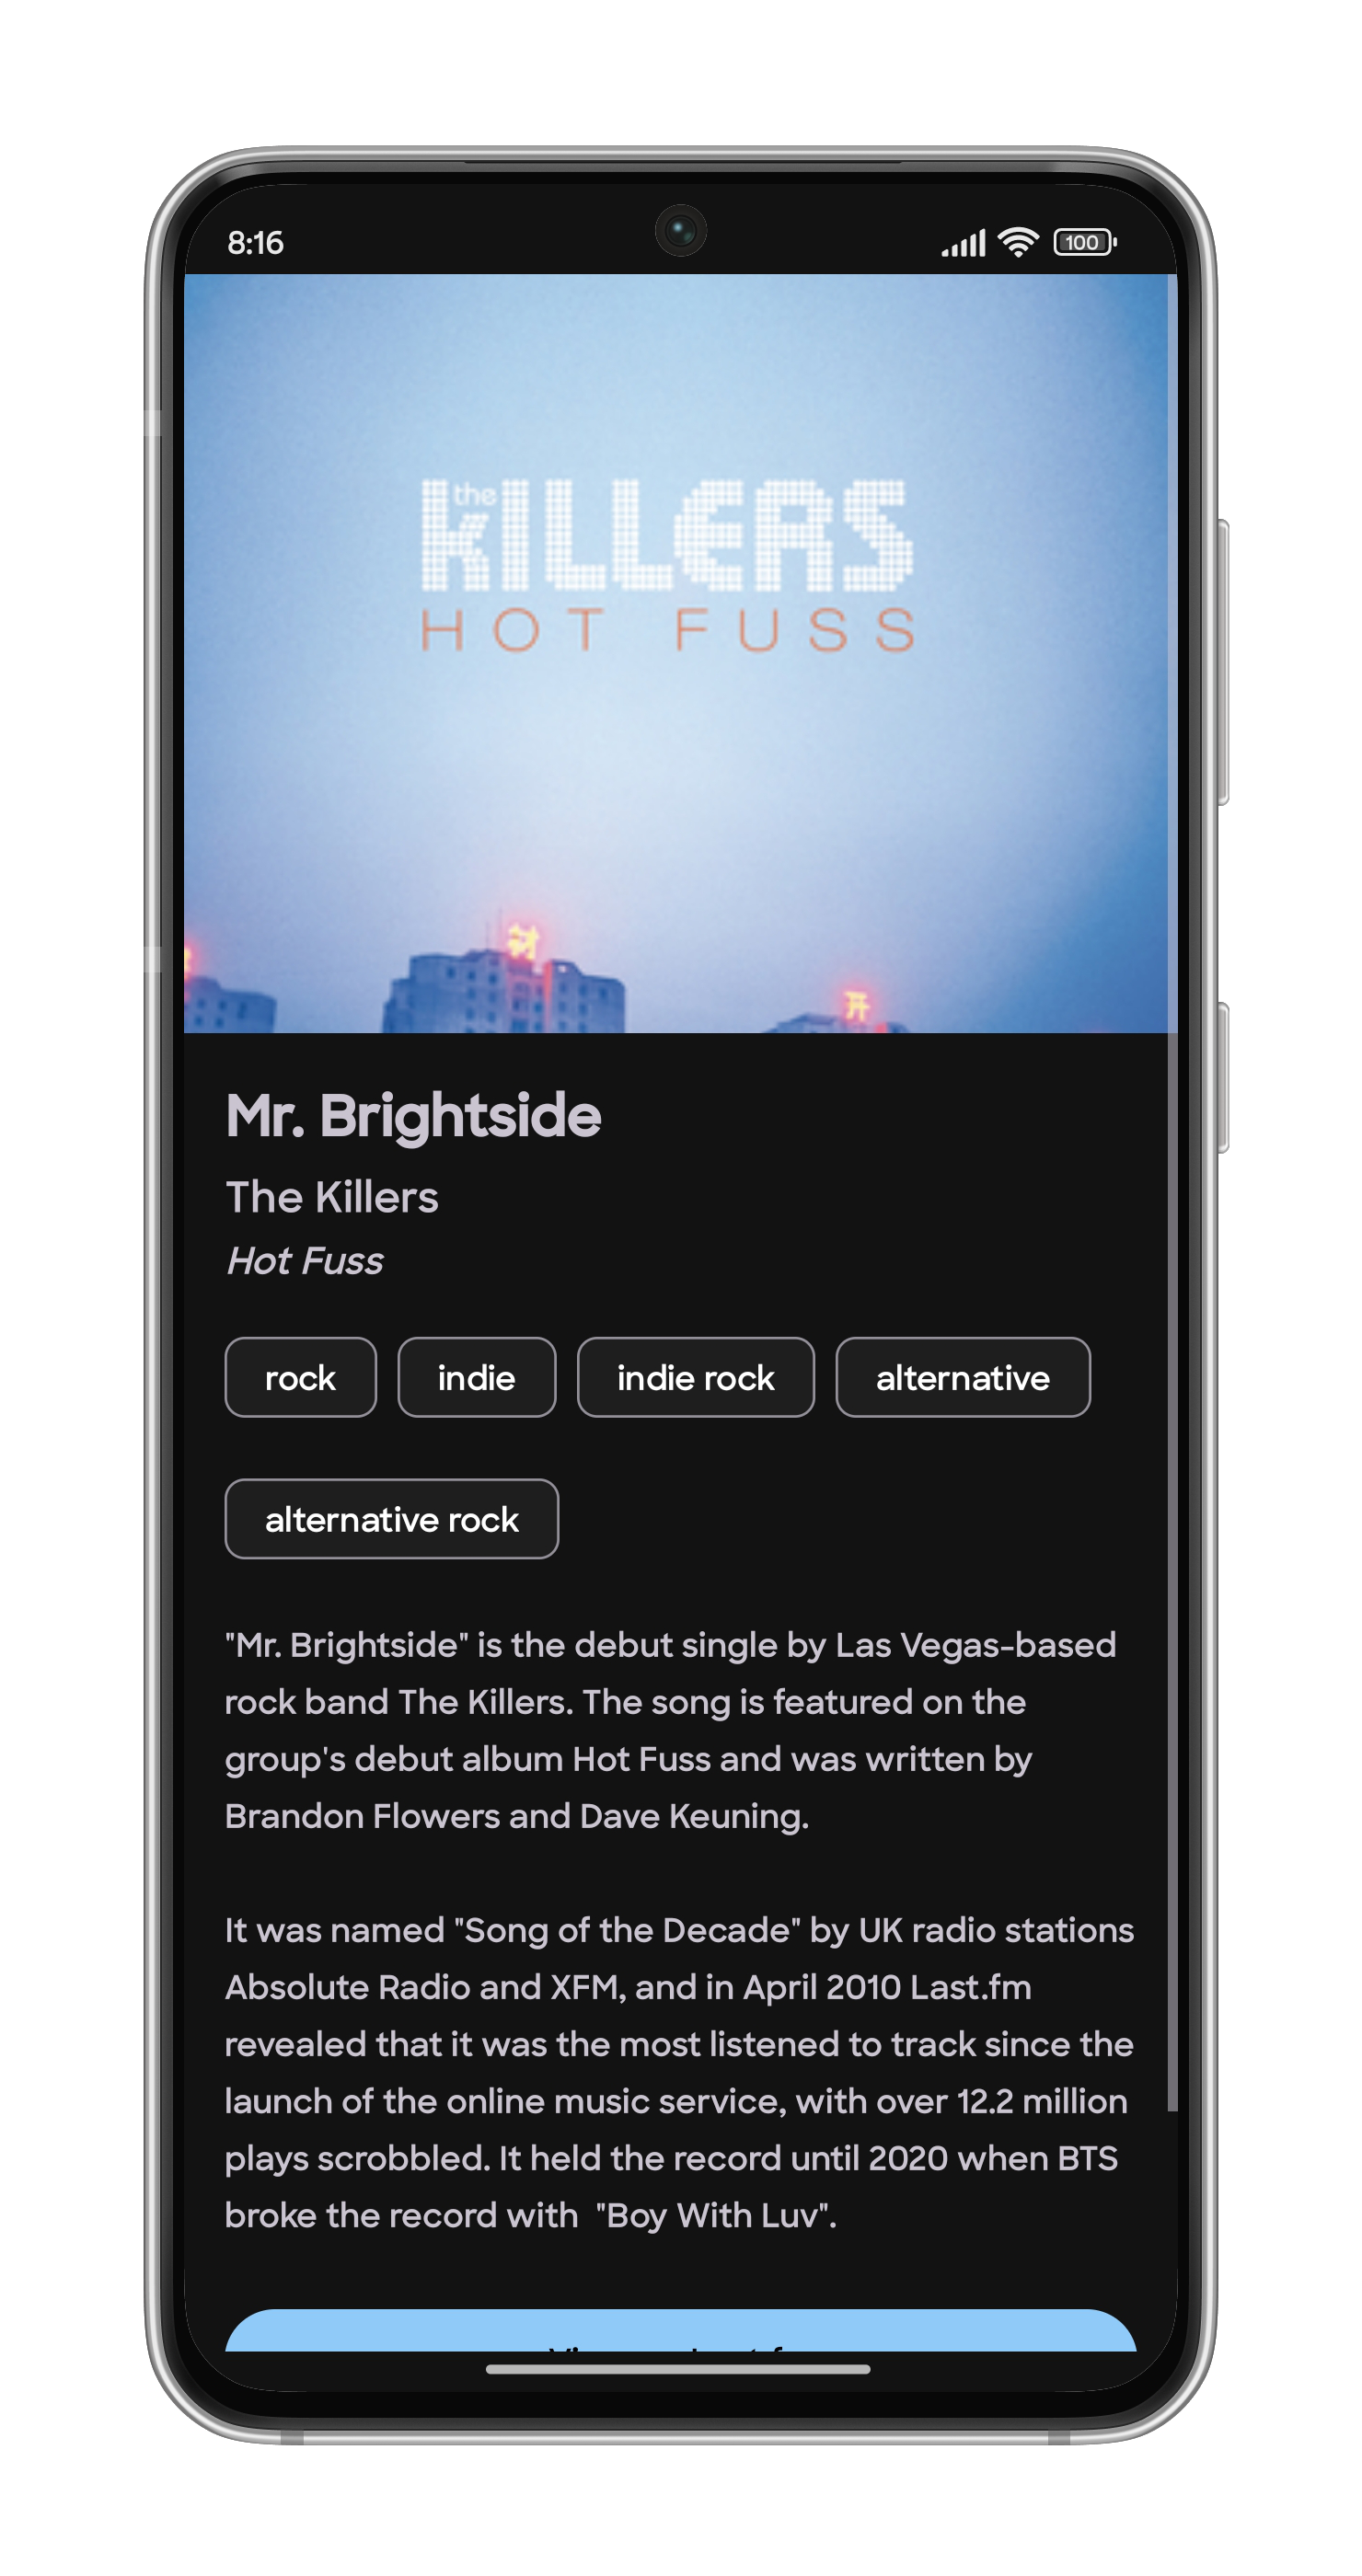 8:16
100
the
KILLERS
HOT FUSS
开
Mr. Brightside
The Killers
Hot Fuss
rock
indie
indie rock
alternative
alternative rock
"Mr. Brightside" is the debut single by Las Vegas-based
rock band The Killers. The song is featured on the
group's debut album Hot Fuss and was written by
Brandon Flowers and Dave Keuning.
It was named "Song of the Decade" by UK radio stations
Absolute Radio and XFM, and in April 2010 Last.fm
revealed that it was the most listened to track since the
launch of the online music service, with over 12.2 million
plays scrobbled. It held the record until 2020 when BTS
broke the record with  "Boy With Luv".